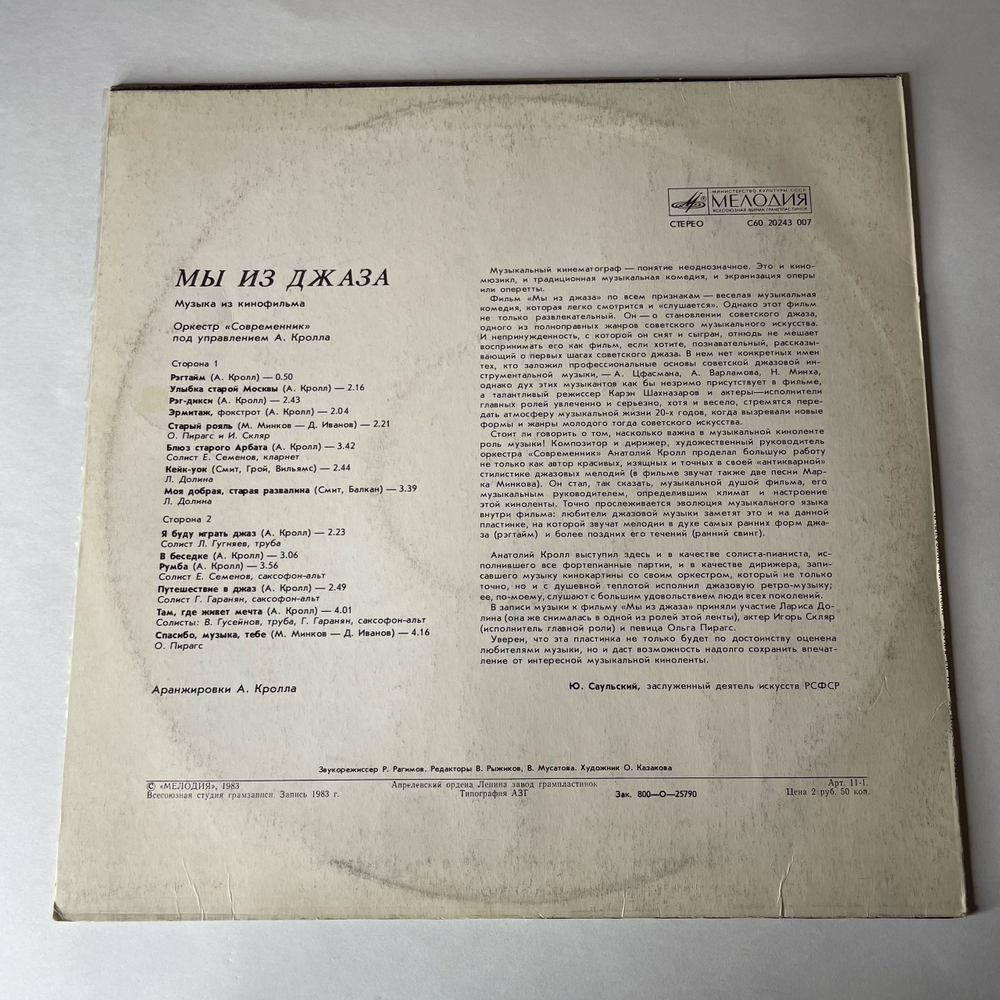 МИНИСТЕРСТВО КУЛЬТУРЫ СССР
МЕЛОДИЯ
ВСЕСОЮЗНАЯ ФИРМА ГРАМПЛАСТИНОК
СТЕРЕО С60 20243 007
МЫ ИЗ ДЖАЗА
Музыка из кинофильма
Оркестр «Современник»
под управлением А. Кролла
Сторона 1
Рэгтайм (А. Кролл) — 0.50
Улыбка старой Москвы (А. Кролл) — 2.16
Рэг-дикси (А. Кролл) — 2.43
Эрмитаж, фокстрот (А. Кролл) — 2.04
Старый рояль (М. Минков — Д. Иванов) — 2.21
О. Пирагс и И. Скляр
Блюз старого Арбата (А. Кролл) — 3.42
Солист Е. Семенов, кларнет
Кейк-уок (Смит, Грой, Вильямс) — 2.44
Л. Долина
Моя добрая, старая развалина (Смит, Балкан) — 3.39
Л. Долина
Сторона 2
Я буду играть джаз (А. Кролл) — 2.23
Солист Л. Гугняев, труба
В беседке (А. Кролл) — 3.06
Румба (А. Кролл) — 3.56
Солист Е. Семенов, саксофон-альт
Путешествие в джаз (А. Кролл) — 2.49
Солист Г. Гаранян, саксофон-альт
Там, где живет мечта (А. Кролл) — 4.01
Солисты: В. Гусейнов, труба, Г. Гаранян, саксофон-альт
Спасибо, музыка, тебе (М. Минков — Д. Иванов) — 4.16
О. Пирагс
Аранжировки А. Кролла
Музыкальный кинематограф — понятие неоднозначное. Это и кино-
мюзикл, и традиционная музыкальная комедия, и экранизация оперы
или оперетты.
Фильм «Мы из джаза» по всем признакам — веселая музыкальная
комедия, которая легко смотрится и «слушается». Однако этот фильм
не только развлекательный. Он — о становлении советского джаза,
одного из полноправных жанров советского музыкального искусства.
И непринужденность, с которой он снят и сыгран, отнюдь не мешает
воспринимать его как фильм, если хотите, познавательный, рассказы-
вающий о первых шагах советского джаза. В нем нет конкретных имен
тех, кто заложил профессиональные основы советской джазовой ин-
струментальной музыки, — А. Цфасмана, А. Варламова, Н. Минха,
однако дух этих музыкантов как бы незримо присутствует в фильме,
а талантливый режиссер Карэн Шахназаров и актеры—исполнители
главных ролей увлеченно и серьезно, хотя и весело, стремятся пере-
дать атмосферу музыкальной жизни 20-х годов, когда вызревали новые
формы и жанры молодого тогда советского искусства.
Стоит ли говорить о том, насколько важна в музыкальной киноленте
роль музыки! Композитор и дирижер, художественный руководитель
оркестра «Современник» Анатолий Кролл проделал большую работу
не только как автор красивых, изящных и точных в своей «антикварной»
стилистике джазовых мелодий (в фильме звучат также две песни Мар-
ка Минкова). Он стал, так сказать, музыкальной душой фильма, его
музыкальным руководителем, определившим климат и настроение
этой киноленты. Точно прослеживается эволюция музыкального языка
внутри фильма: любители джазовой музыки заметят это и на данной
пластинке, на которой звучат мелодии в духе самых ранних форм джа-
за (рэгтайм) и более поздних его течений (ранний свинг).
Анатолий Кролл выступил здесь и в качестве солиста-пианиста, ис-
полнившего все фортепианные партии, и в качестве дирижера, запи-
савшего музыку кинокартины со своим оркестром, который не только
точно, но и с душевной теплотой исполнил джазовую ретро-музыку;
ее, по-моему, слушают с большим удовольствием люди всех поколений.
В записи музыки к фильму «Мы из джаза» приняли участие Лариса До-
лина (она же снималась в одной из ролей этой ленты), актер Игорь Скляр
(исполнитель главной роли) и певица Ольга Пирагс.
Уверен, что эта пластинка не только будет по достоинству оценена
любителями музыки, но и даст возможность надолго сохранить впечат-
ление от интересной музыкальной киноленты.
Ю. Саульский, заслуженный деятель искусств РСФСР
Звукорежиссер Р. Рагимов. Редакторы В. Рыжиков, В. Мусатова. Художник О. Казакова
© «МЕЛОДИЯ», 1983 Апрелевский ордена Ленина завод грампластинок Арт. 11-1.
Всесоюзная студия грамзаписи. Запись 1983 г. Типография АЗГ Зак. 800—О—25790 Цена 2 руб. 50 коп.